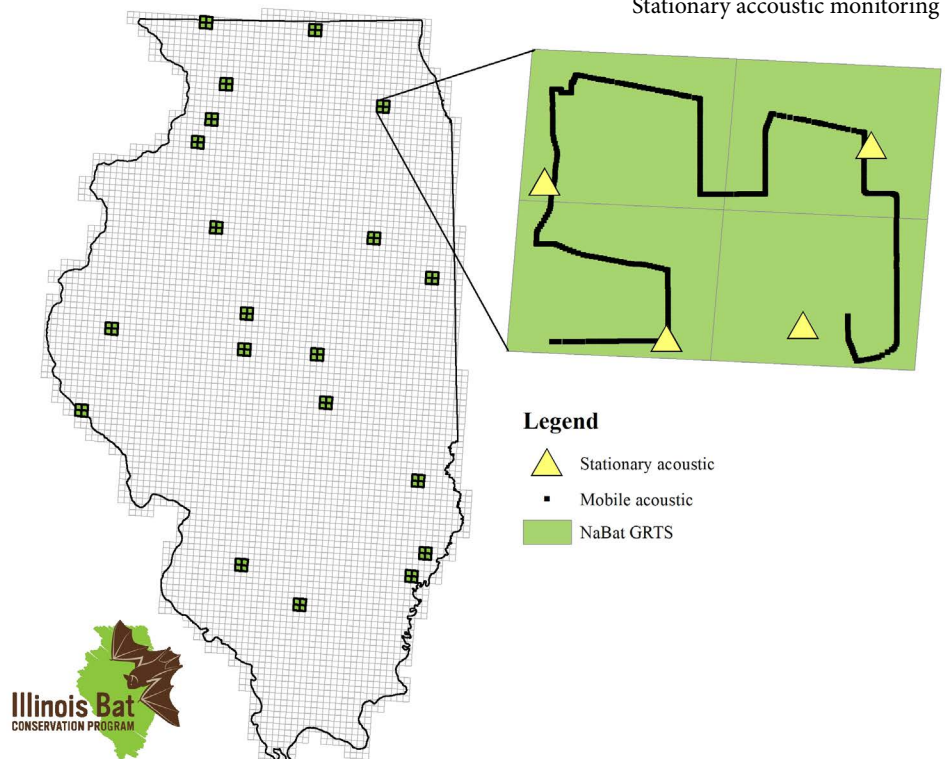 Stationary accoustic monitoring
Legend
Stationary acoustic
Mobile acoustic
NaBat GRTS
Illinois Bat
CONSERVATION PROGRAM